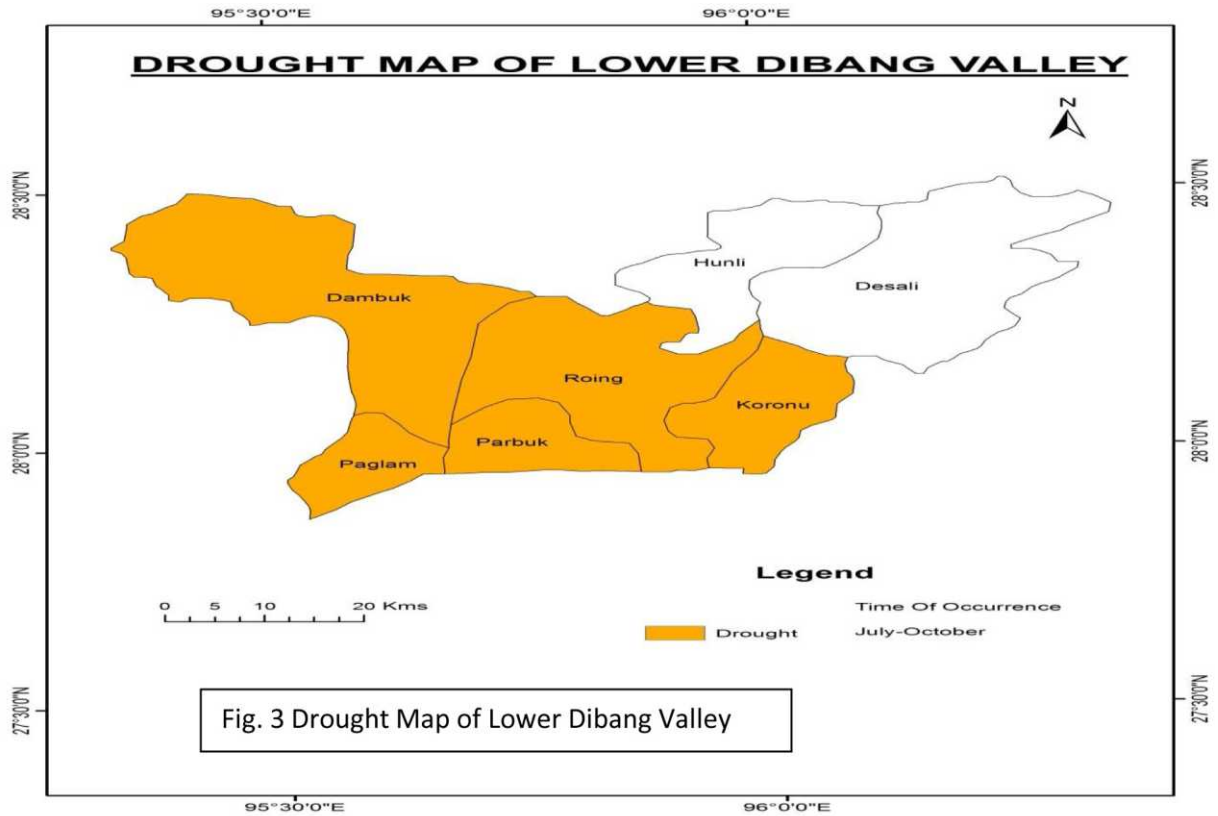 95°30'0"E 96°0'0"E
DROUGHT MAP OF LOWER DIBANG VALLEY
N
28°30'0"N 28°30'0"N
Hunli
Desali
Dambuk
Roing
Koronu
Parbuk
Paglam
28°0'0"N 28°0'0"N
Legend
0 5 10 20 Kms
Time Of Occurrence
Drought July-October
27°30'0"N 27°30'0"N
Fig. 3 Drought Map of Lower Dibang Valley
95°30'0"E 96°0'0"E